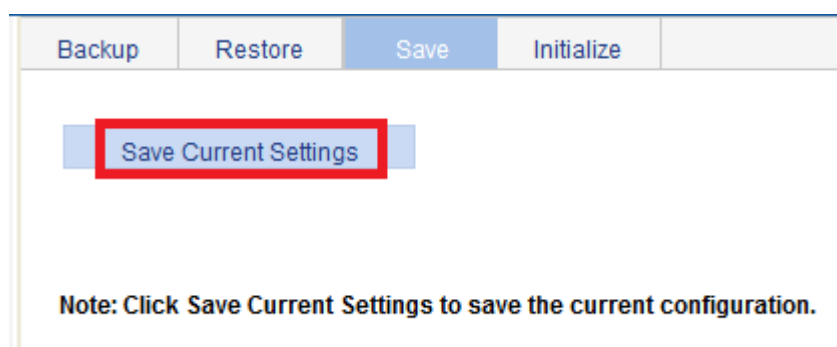 Backup Restore Save Initialize
Save Current Settings
Note: Click Save Current Settings to save the current configuration.